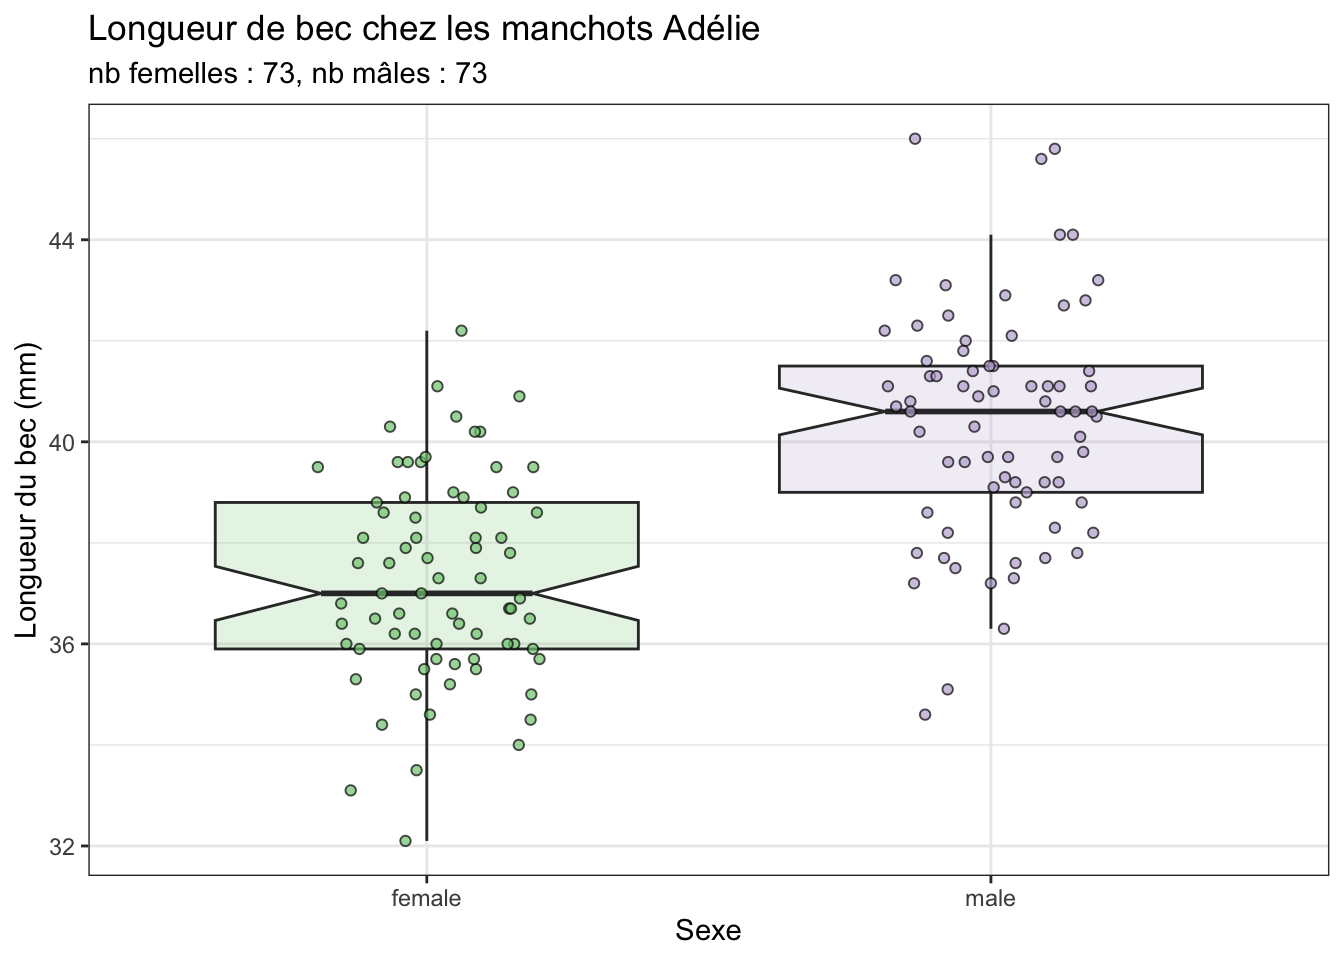 Longueur de bec chez les manchots Adélie
nb femelles : 73, nb mâles : 73
Longueur du bec (mm)
44
40
36
32
female
male
Sexe